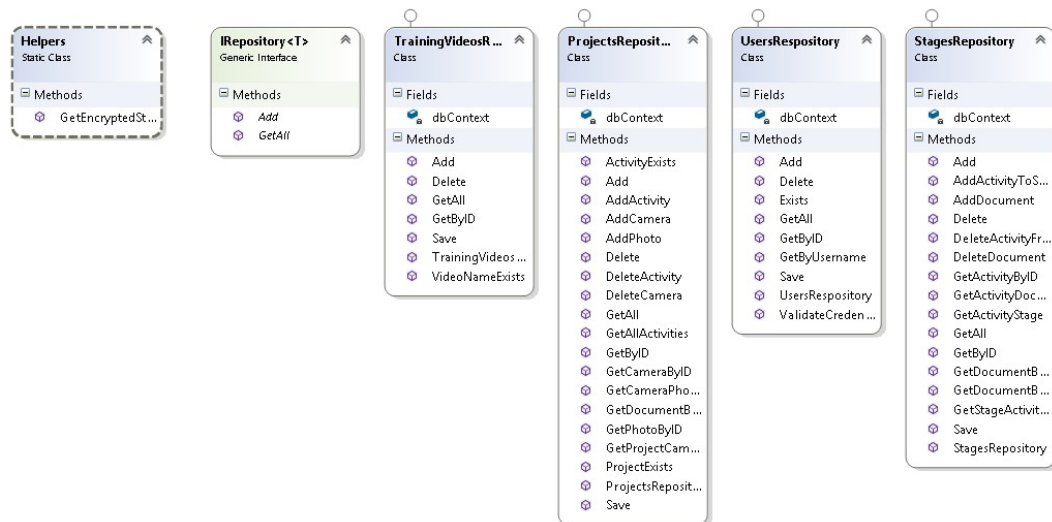 Helpers
Static Class
Methods
GetEncryptedSt...
IRepository<T>
Generic Interface
Methods
Add
GetAll
TrainingVideosR...
Class
Fields
dbContext
Methods
Add
Delete
GetAll
GetByID
Save
TrainingVideos...
VideoNameExists
ProjectsReposit...
Class
Fields
dbContext
Methods
ActivityExists
Add
AddActivity
AddCamera
AddPhoto
Delete
DeleteActivity
DeleteCamera
GetAll
GetAllActivities
GetByID
GetCameraByID
GetCameraPho...
GetDocumentB...
GetPhotoByID
GetProjectCam...
ProjectExists
ProjectsReposit...
Save
UsersRespository
Class
Fields
dbContext
Methods
Add
Delete
Exists
GetAll
GetByID
GetByUsername
Save
UsersRespository
ValidateCreden...
StagesRepository
Class
Fields
dbContext
Methods
Add
AddActivityToS...
AddDocument
Delete
DeleteActivityFr...
DeleteDocument
GetActivityByID
GetActivityDoc...
GetActivityStage
GetAll
GetByID
GetDocumentB...
GetDocumentB...
GetStageActivit...
Save
StagesRepository